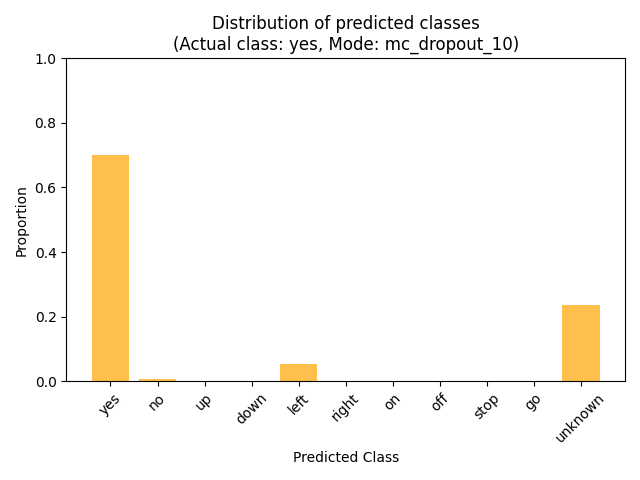 Distribution of predicted classes
(Actual class: yes, Mode: mc_dropout_10)
1.0
0.8
0.6
0.4
0.2
0.0
Proportion
yes
no
up
down
left
right
on
off
stop
go
unknown
Predicted Class